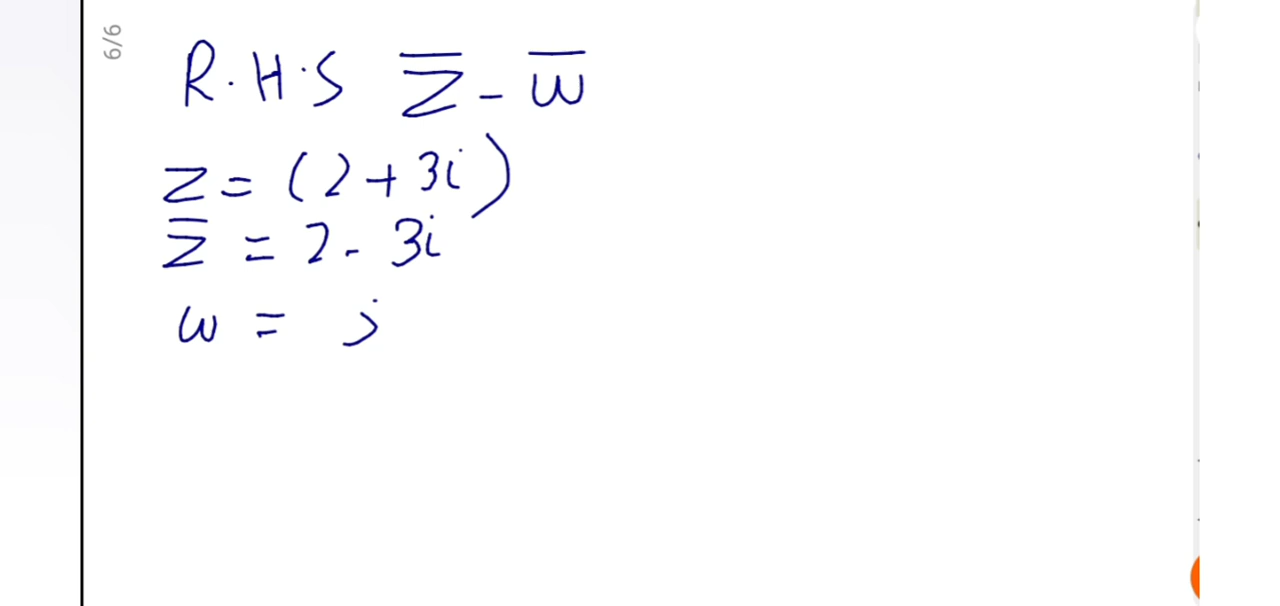 6/6
R.H.S z̅ - w̅
z = (2+3i)
z̅ = 2 - 3i
w =